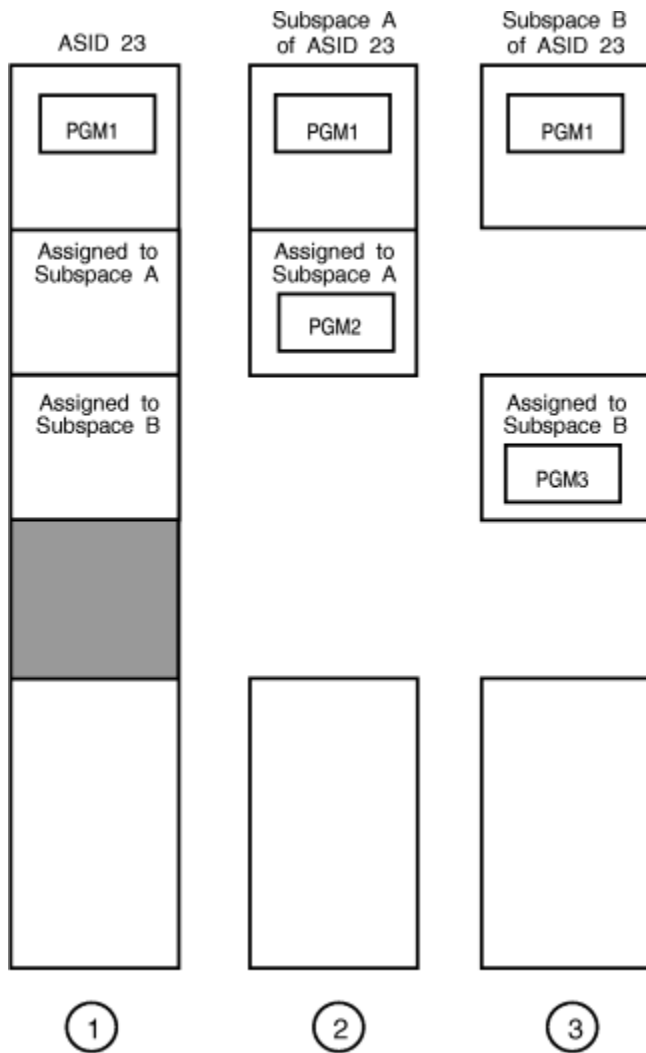 ASID 23
PGM1
Assigned to
Subspace A
Assigned to
Subspace B
1
Subspace A
of ASID 23
PGM1
Assigned to
Subspace A
PGM2
2
Subspace B
of ASID 23
PGM1
Assigned to
Subspace B
PGM3
3